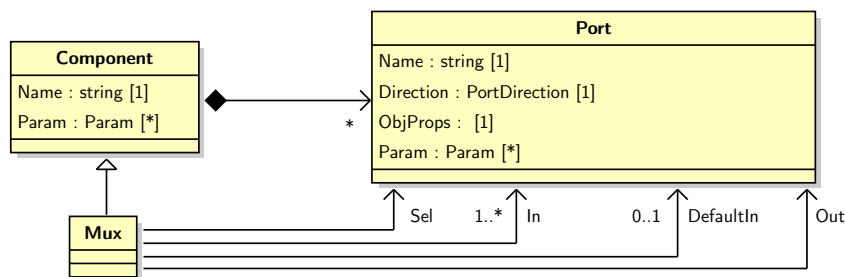 Component
Name : string [1]
Param : Param [*]
*
Port
Name : string [1]
Direction : PortDirection [1]
ObjProps :  [1]
Param : Param [*]
Sel
1..*
In
0..1
DefaultIn
Out
Mux